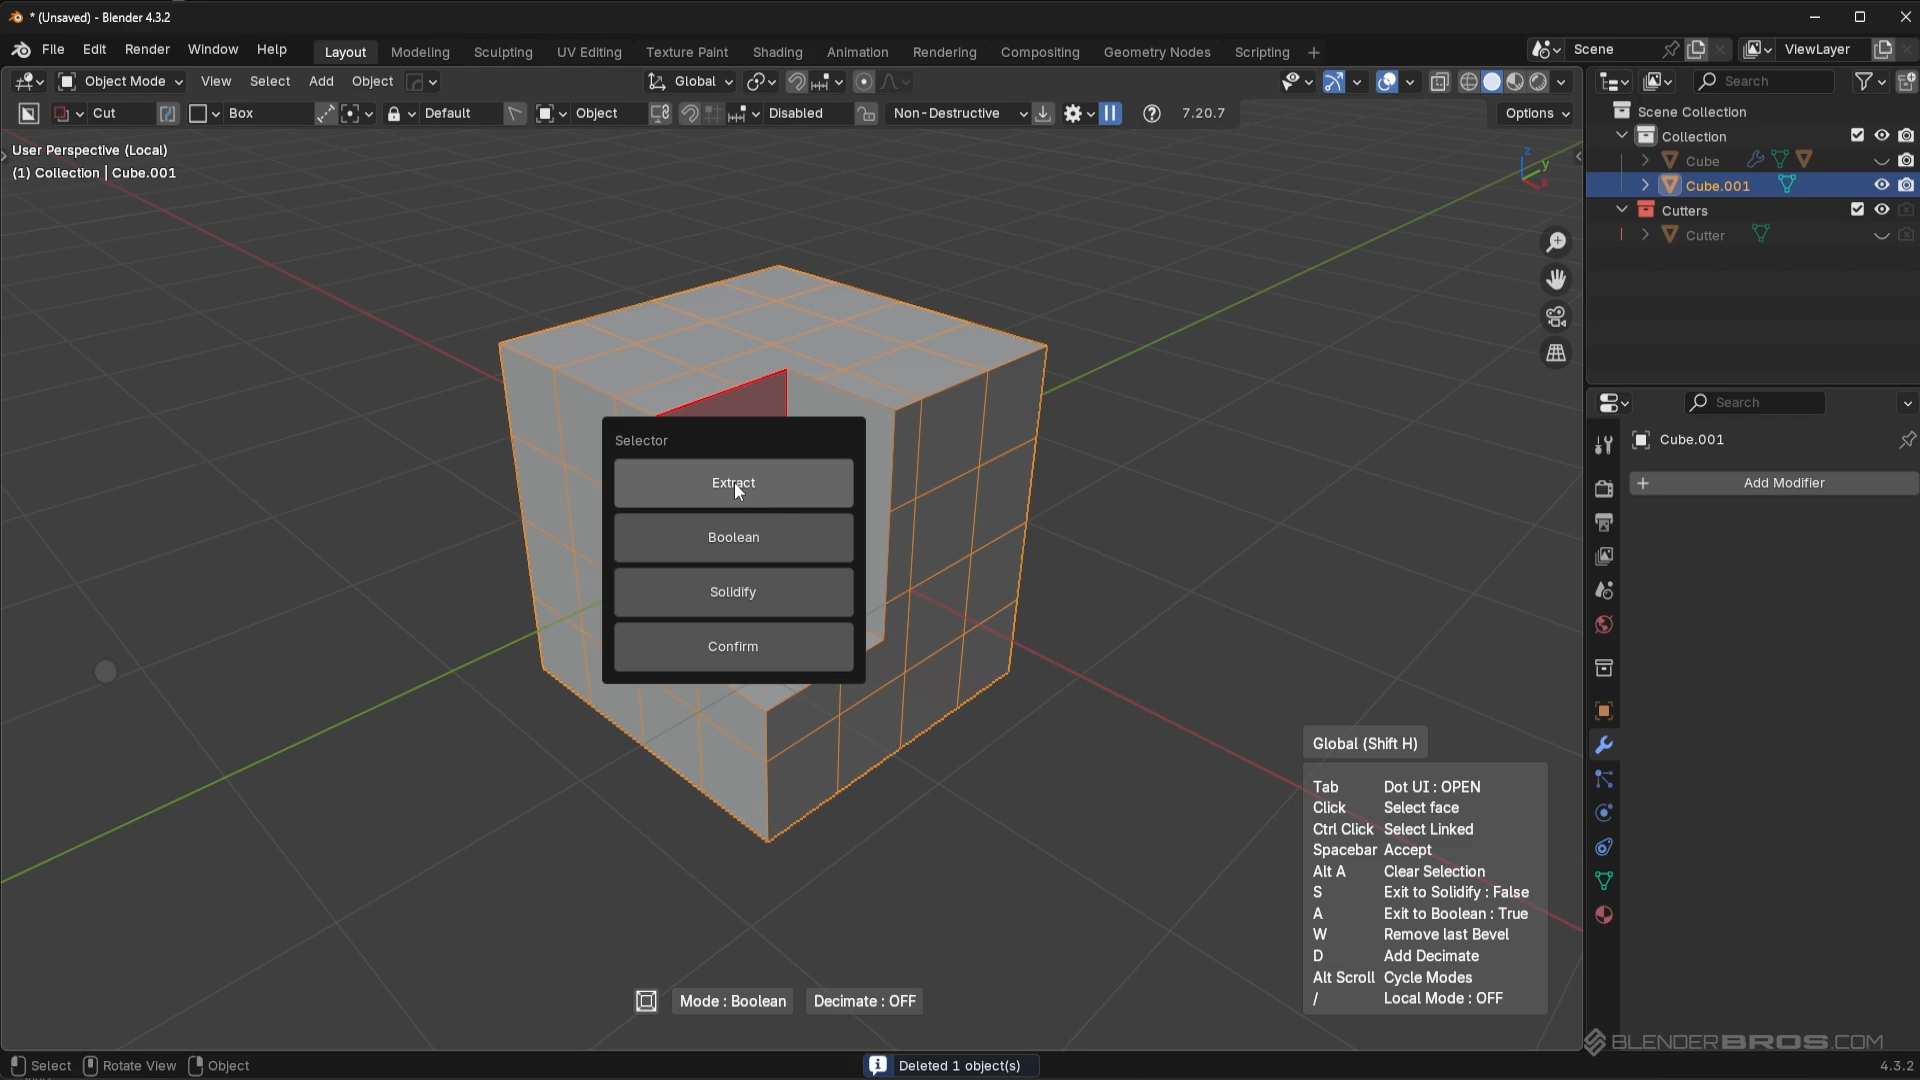 * (Unsaved) - Blender 4.3.2
File Edit Render Window Help
Layout Modeling Sculpting UV Editing Texture Paint Shading Animation Rendering Compositing Geometry Nodes Scripting +
Scene
ViewLayer
Object Mode View Select Add Object
Global
Search
Cut Box Default Object Disabled Non-Destructive 7.20.7
Options
User Perspective (Local)
(1) Collection | Cube.001
Z
Y
X
Scene Collection
Collection
Cube
Cube.001
Cutters
Cutter
Search
Cube.001
+ Add Modifier
Selector
Extract
Boolean
Solidify
Confirm
Global (Shift H)
Tab Dot UI : OPEN
Click Select face
Ctrl Click Select Linked
Spacebar Accept
Alt A Clear Selection
S Exit to Solidify : False
A Exit to Boolean : True
W Remove last Bevel
D Add Decimate
Alt Scroll Cycle Modes
/ Local Mode : OFF
Mode : Boolean Decimate : OFF
BLENDERBROS.COM
Select Rotate View Object
Deleted 1 object(s)
4.3.2